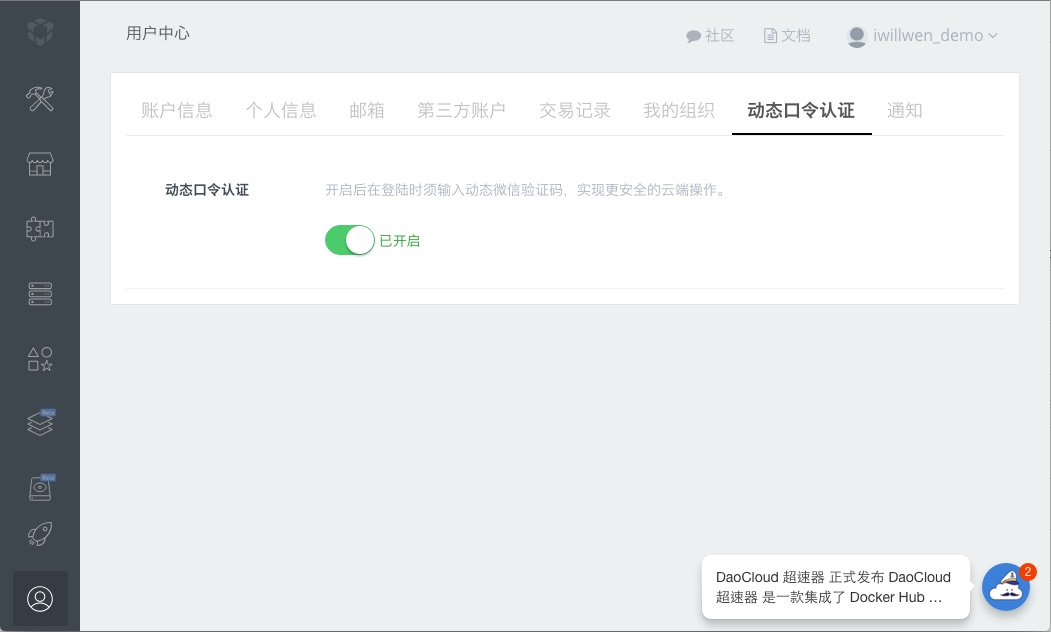 用户中心
社区
文档
iwillwen_demo
账户信息
个人信息
邮箱
第三方账户
交易记录
我的组织
动态口令认证
通知
动态口令认证
开启后在登陆时须输入动态微信验证码，实现更安全的云端操作。
已开启
Beta
Beta
DaoCloud 超速器 正式发布 DaoCloud
超速器 是一款集成了 Docker Hub ...
2